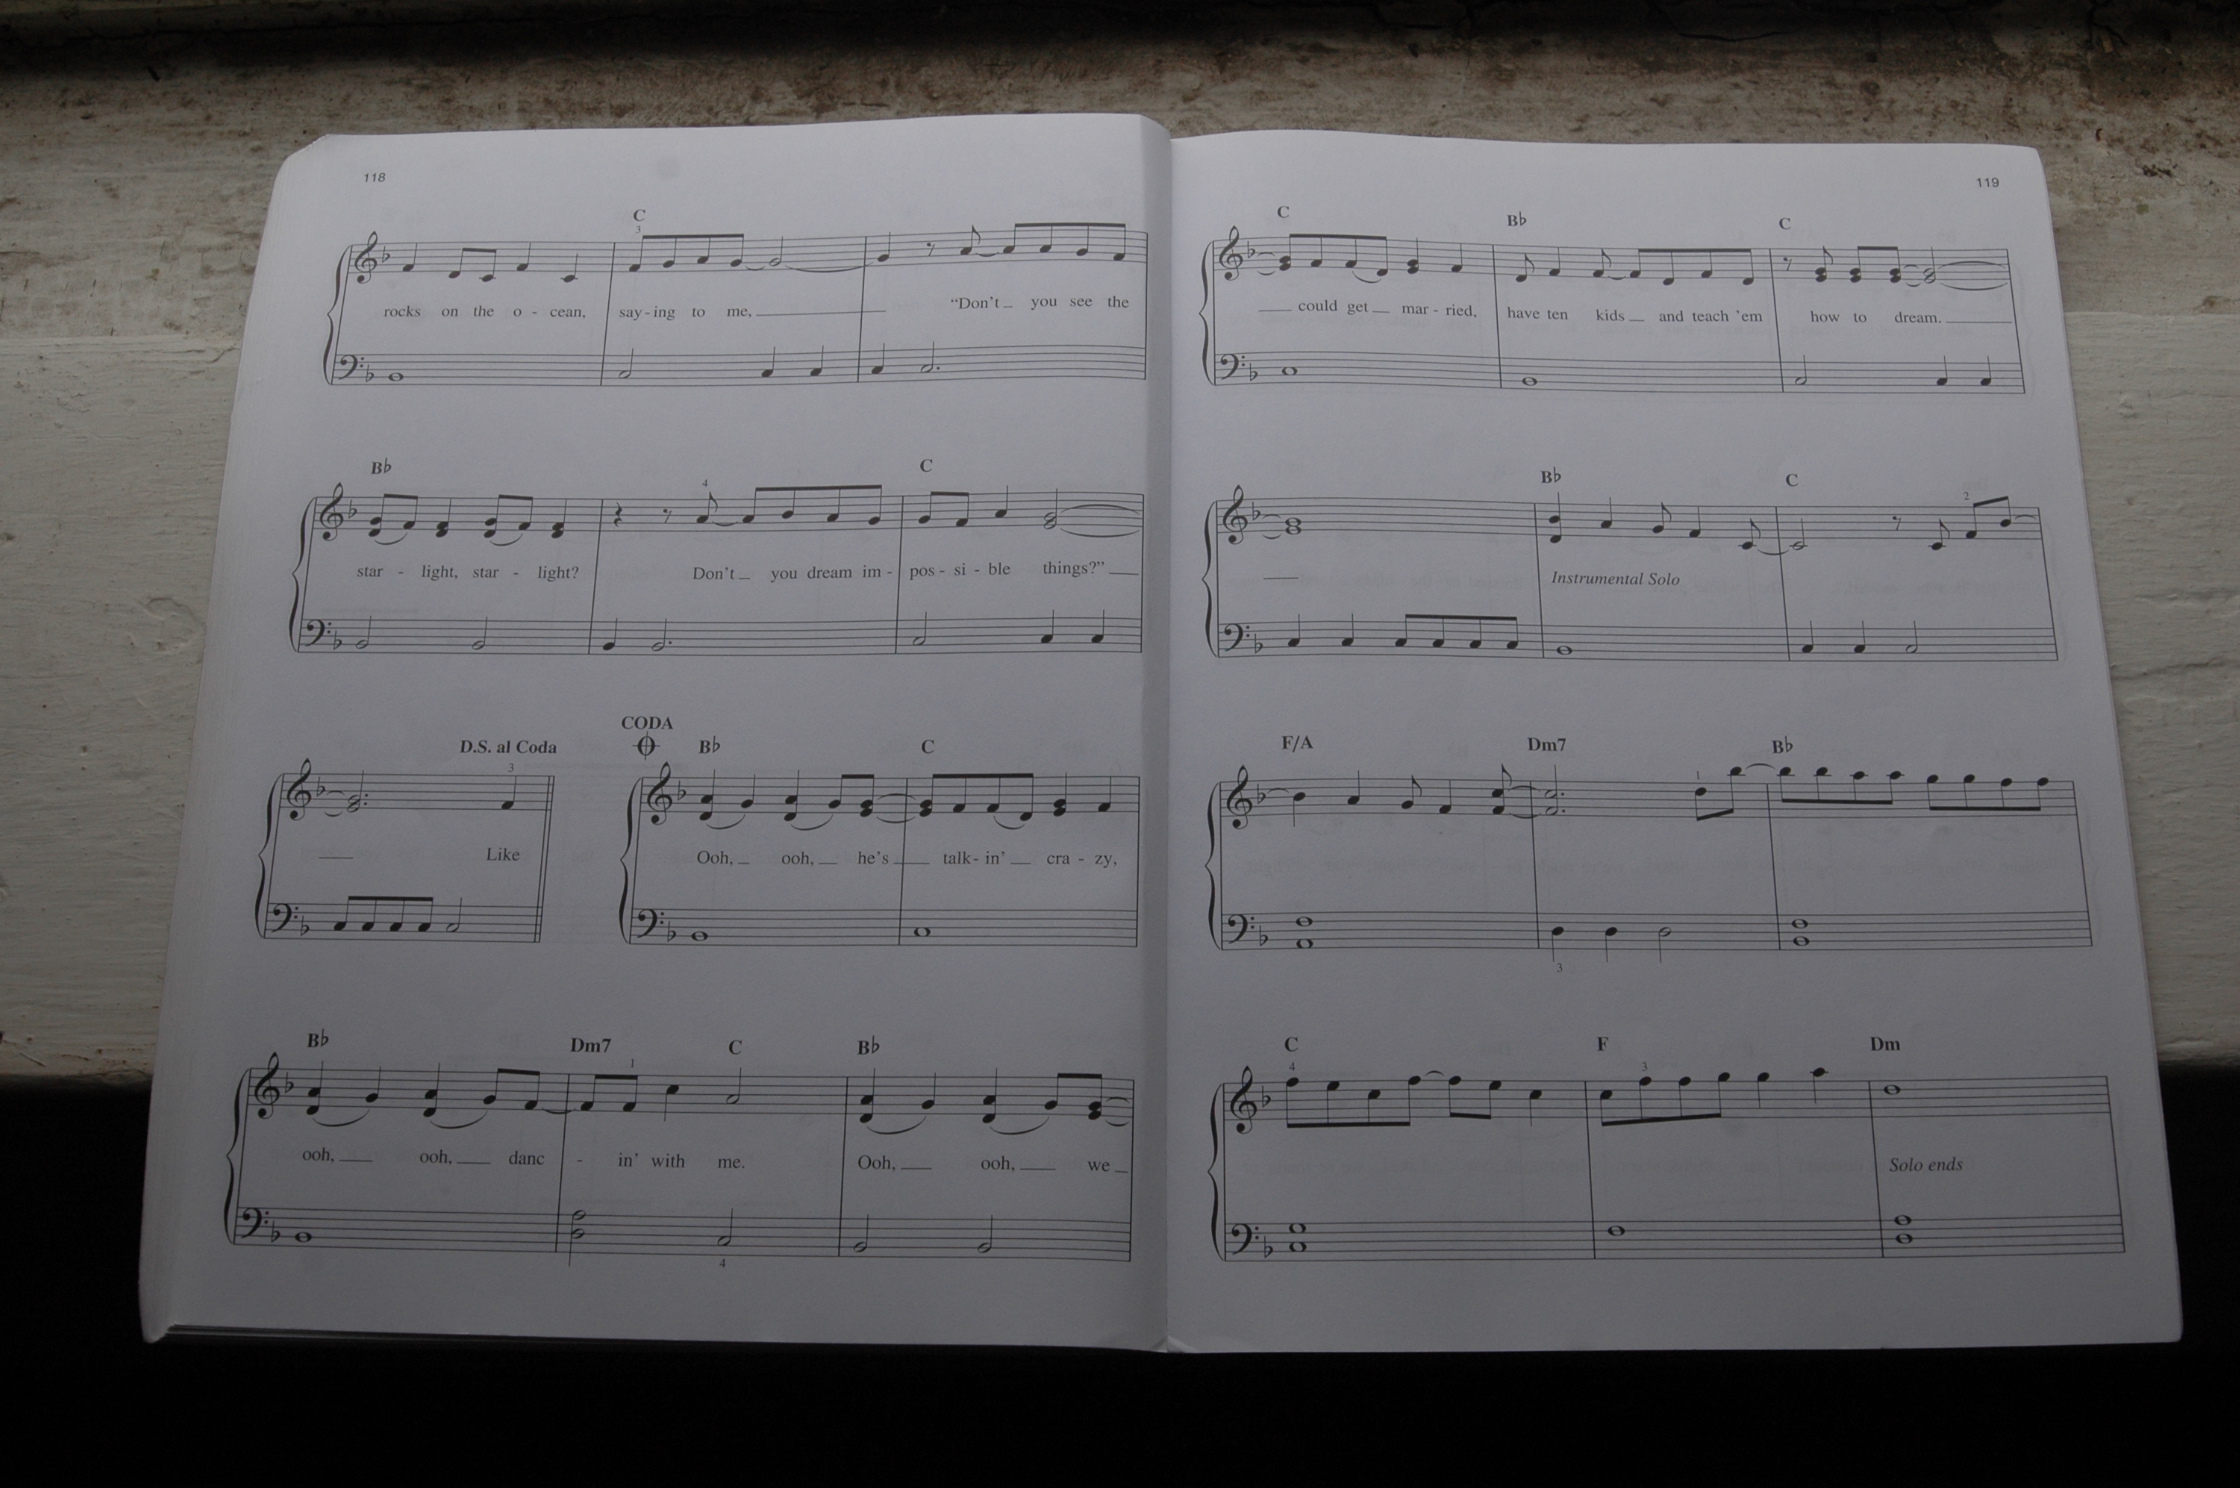 118
C
3
rocks on the o - cean, say - ing to me, “Don't you see the
Bb
4
C
star - light, star - light? Don't you dream im - pos - si - ble things?”
D.S. al Coda
3
Like
CODA
Bb C
Ooh, ooh, he's talk - in' cra - zy,
Bb Dm7 C Bb
1
ooh, ooh, danc - in' with me. Ooh, ooh, we
4
119
C Bb C
could get mar - ried, have ten kids and teach 'em how to dream.
Bb C
2
Instrumental Solo
F/A Dm7 Bb
1
3
C F Dm
4 3
Solo ends